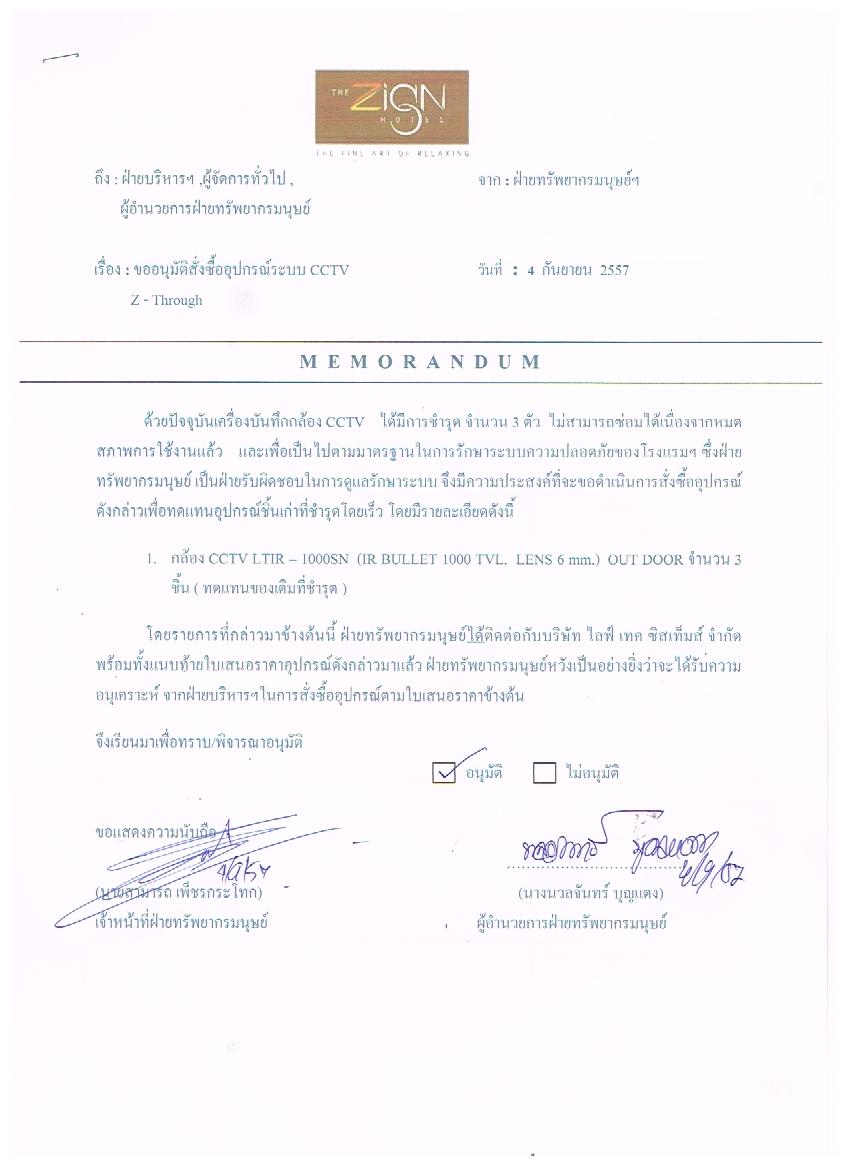 THE ZIGN
HOTEL
THE FINE ART OF RELAXING
ถึง : ฝ่ายบริหารฯ ,ผู้จัดการทั่วไป , จาก : ฝ่ายทรัพยากรมนุษย์ฯ
ผู้อำนวยการฝ่ายทรัพยากรมนุษย์
เรื่อง : ขออนุมัติสั่งซื้ออุปกรณ์ระบบ CCTV วันที่ : 4 กันยายน 2557
Z - Through
MEMORANDUM
ด้วยปัจจุบันเครื่องบันทึกกล้อง CCTV ได้มีการชำรุด จำนวน 3 ตัว ไม่สามารถซ่อมได้เนื่องจากหมด
สภาพการใช้งานแล้ว และเพื่อเป็นไปตามมาตรฐานในการรักษาระบบความปลอดภัยของโรงแรมฯ ซึ่งฝ่าย
ทรัพยากรมนุษย์ เป็นฝ่ายรับผิดชอบในการดูแลรักษาระบบ จึงมีความประสงค์ที่จะขอดำเนินการสั่งซื้ออุปกรณ์
ดังกล่าวเพื่อทดแทนอุปกรณ์ชิ้นเก่าที่ชำรุดโดยเร็ว โดยมีรายละเอียดดังนี้
1. กล้อง CCTV LTIR – 1000SN (IR BULLET 1000 TVL. LENS 6 mm.) OUT DOOR จำนวน 3
ชิ้น ( ทดแทนของเดิมที่ชำรุด )
โดยรายการที่กล่าวมาข้างต้นนี้ ฝ่ายทรัพยากรมนุษย์ได้ติดต่อกับบริษัท ไลฟ์ เทค ซิสเท็มส์ จำกัด
พร้อมทั้งแนบท้ายใบเสนอราคาอุปกรณ์ดังกล่าวมาแล้ว ฝ่ายทรัพยากรมนุษย์หวังเป็นอย่างยิ่งว่าจะได้รับความ
อนุเคราะห์ จากฝ่ายบริหารฯในการสั่งซื้ออุปกรณ์ตามใบเสนอราคาข้างต้น
จึงเรียนมาเพื่อทราบ/พิจารณาอนุมัติ
อนุมัติ ไม่อนุมัติ
ขอแสดงความนับถือ
4/9/57
(นายสามารถ เพ็ชรกระโทก) (นางนวลจันทร์ บุญแตง)
เจ้าหน้าที่ฝ่ายทรัพยากรมนุษย์ ผู้อำนวยการฝ่ายทรัพยากรมนุษย์